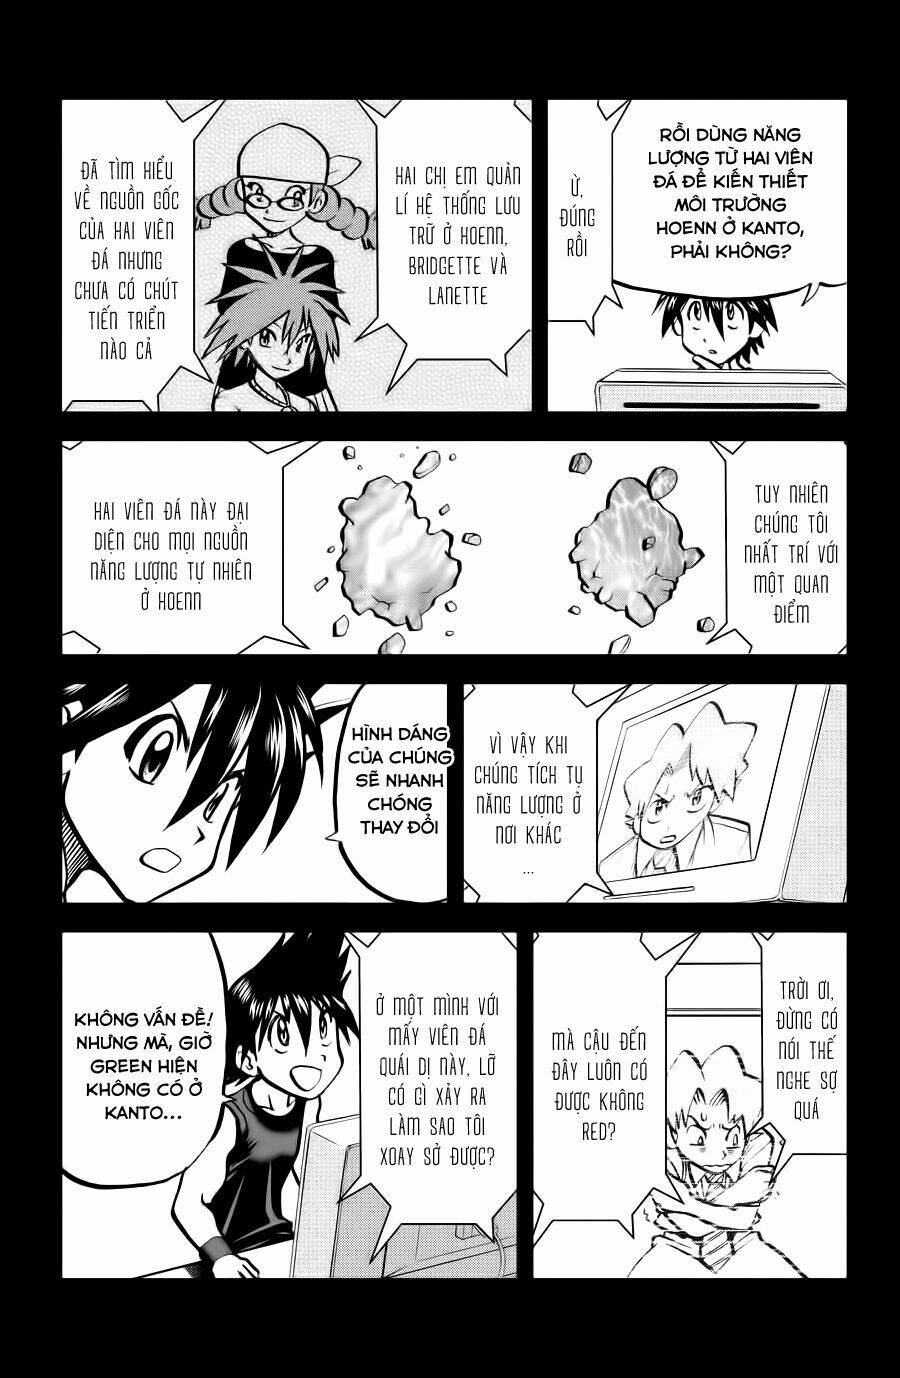 RỒI DÙNG NĂNG
LƯỢNG TỪ HAI VIÊN
ĐÁ ĐỂ KIẾN THIẾT
MÔI TRƯỜNG
HOENN Ở KANTO,
PHẢI KHÔNG?
Ừ,
ĐÚNG
RỒI
HAI CHỊ EM QUẢN
LÍ HỆ THỐNG LƯU
TRỮ Ở HOENN,
BRIDGETTE VÀ
LANETTE
ĐÃ TÌM HIỂU
VỀ NGUỒN GỐC
CỦA HAI VIÊN
ĐÁ NHƯNG
CHƯA CÓ CHÚT
TIẾN TRIỂN
NÀO CẢ
TUY NHIÊN
CHÚNG TÔI
NHẤT TRÍ VỚI
MỘT QUAN
ĐIỂM
HAI VIÊN ĐÁ NÀY ĐẠI
DIỆN CHO MỌI NGUỒN
NĂNG LƯỢNG TỰ NHIÊN
Ở HOENN
VÌ VẬY KHI
CHÚNG TÍCH TỤ
NĂNG LƯỢNG Ở
NƠI KHÁC
...
HÌNH DÁNG
CỦA CHÚNG
SẼ NHANH
CHÓNG
THAY ĐỔI
TRỜI ƠI,
ĐỪNG CÓ
NÓI THẾ
NGHE SỢ
QUÁ
MÀ CẬU ĐẾN
ĐÂY LUÔN CÓ
ĐƯỢC KHÔNG
RED?
Ở MỘT MÌNH VỚI
MẤY VIÊN ĐÁ
QUÁI DỊ NÀY, LỠ
CÓ GÌ XẢY RA
LÀM SAO TÔI
XOAY SỞ ĐƯỢC?
KHÔNG VẤN ĐỀ!
NHƯNG MÀ, GIỜ
GREEN HIỆN
KHÔNG CÓ Ở
KANTO...